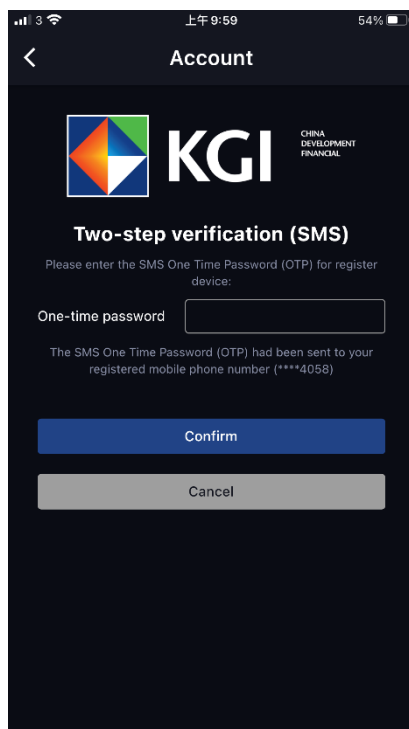 3 上午 9:59 54%
Account
KGI
CHINA
DEVELOPMENT
FINANCIAL
Two-step verification (SMS)
Please enter the SMS One Time Password (OTP) for register
device:
One-time password
The SMS One Time Password (OTP) had been sent to your
registered mobile phone number (****4058)
Confirm
Cancel